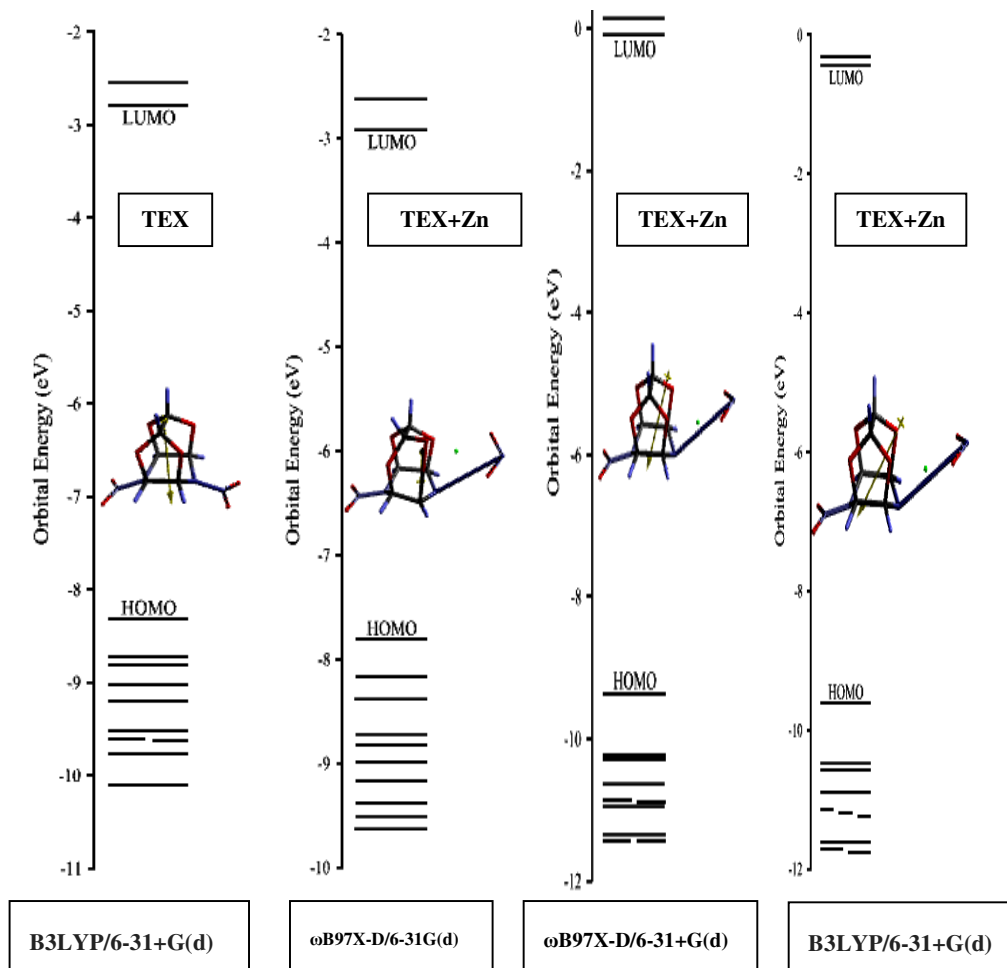 -2
-3
-4
-5
-6
-7
-8
-9
-10
-11
Orbital Energy (eV)
LUMO
TEX
HOMO
B3LYP/6-31+G(d)
-2
-3
-4
-5
-6
-7
-8
-9
-10
Orbital Energy (eV)
LUMO
TEX+Zn
HOMO
ωB97X-D/6-31G(d)
0
-2
-4
-6
-8
-10
-12
Orbital Energy (eV)
LUMO
TEX+Zn
HOMO
ωB97X-D/6-31+G(d)
0
-2
-4
-6
-8
-10
-12
Orbital Energy (eV)
LUMO
TEX+Zn
HOMO
B3LYP/6-31+G(d)